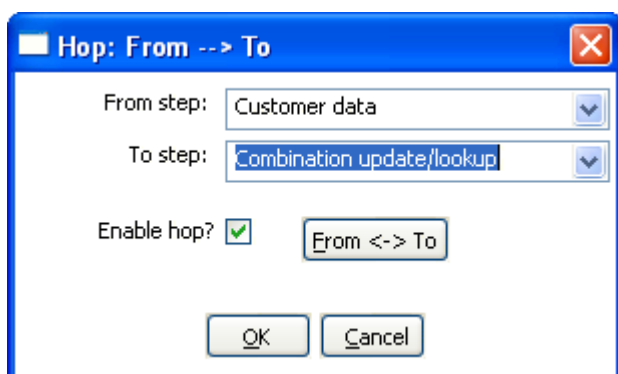 Hop: From --> To
From step: Customer data
To step: Combination update/lookup
Enable hop? From <-> To
OK Cancel